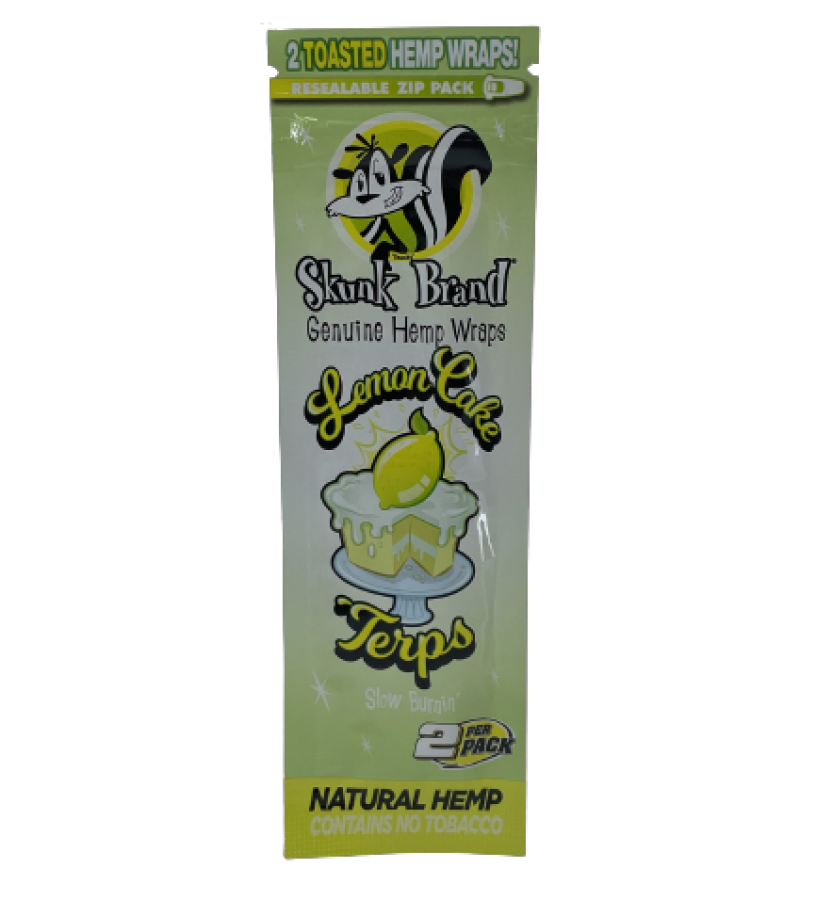 2 TOASTED HEMP WRAPS!
RESEALABLE ZIP PACK
Skunk Brand
Genuine Hemp Wraps
Lemon Cake
Terps
Slow Burnin'
2 PER PACK
NATURAL HEMP
CONTAINS NO TOBACCO